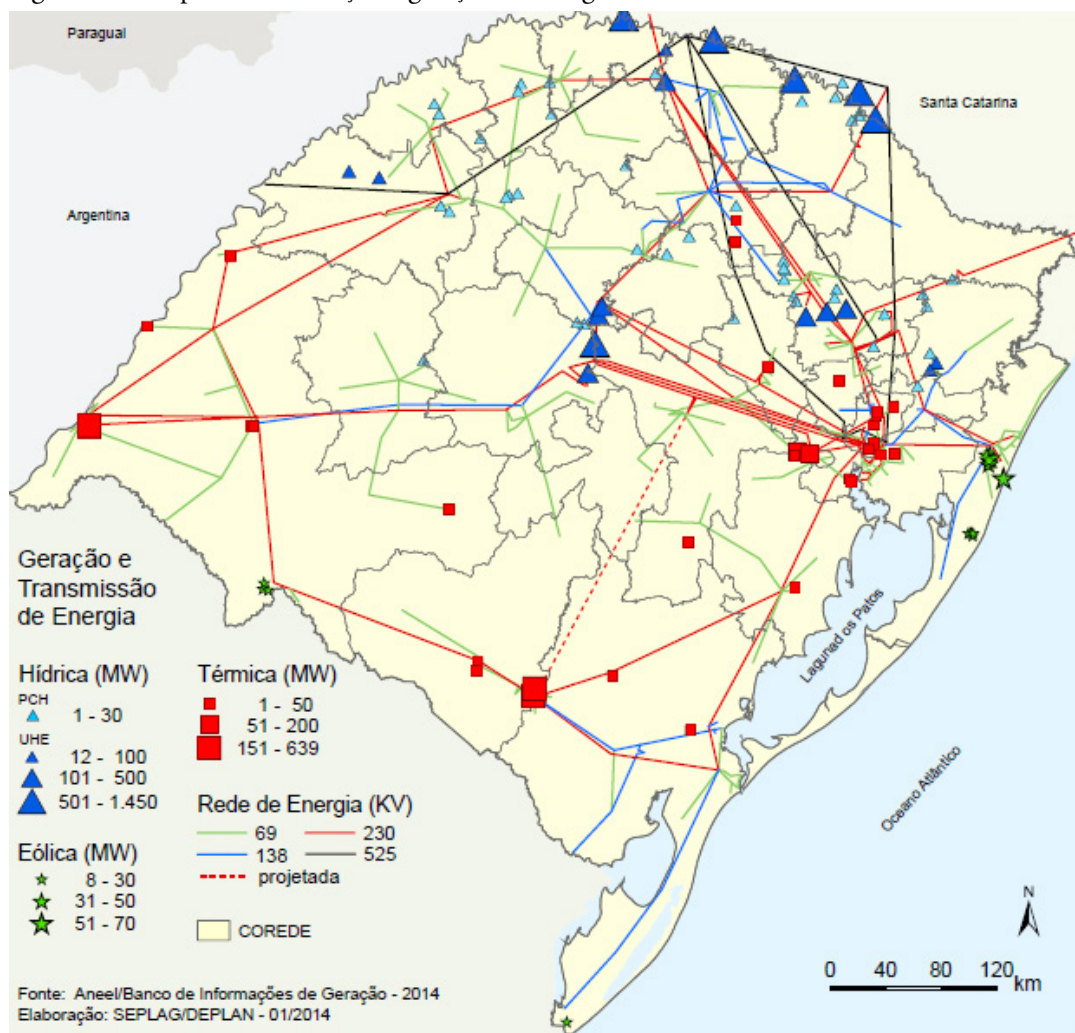 Paraguai
Santa Catarina
Argentina
Geração e
Transmissão
de Energia
Lagunad os Patos
Oceano Atlântico
Hídrica (MW)
PCH
1 - 30
UHE
12 - 100
101 - 500
501 - 1.450
Eólica (MW)
8 - 30
31 - 50
51 - 70
Térmica (MW)
1 - 50
51 - 200
151 - 639
Rede de Energia (KV)
69
230
138
525
projetada
COREDE
N
0 40 80 120
km
Fonte: Aneel/Banco de Informações de Geração - 2014
Elaboração: SEPLAG/DEPLAN - 01/2014